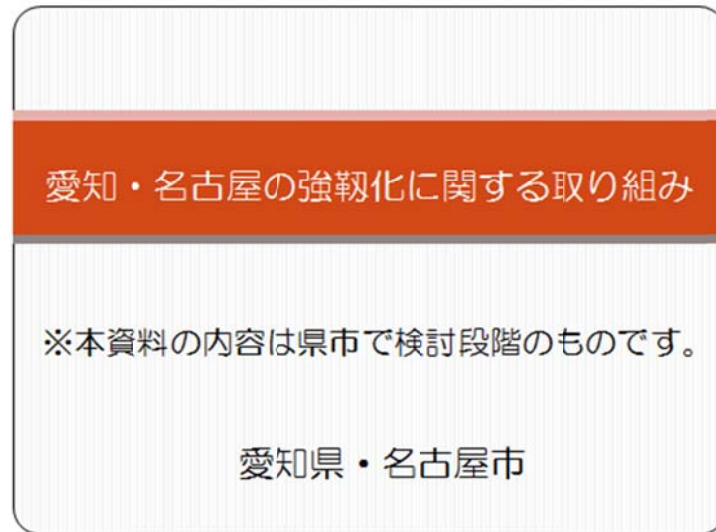 愛知・名古屋の強靱化に関する取り組み
※本資料の内容は県市で検討段階のものです。
愛知県・名古屋市